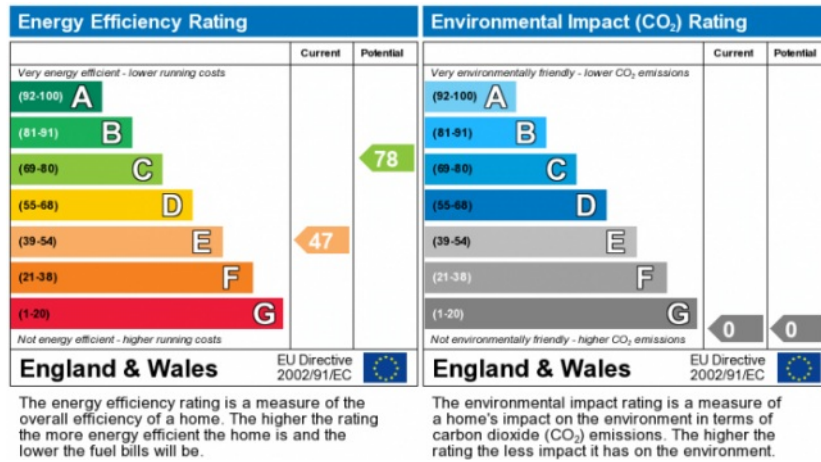 Energy Efficiency Rating
Current Potential
Very energy efficient - lower running costs
(92-100) A
(81-91) B
(69-80) C
78
(55-68) D
(39-54) E
47
(21-38) F
(1-20) G
Not energy efficient - higher running costs
England & Wales
EU Directive
2002/91/EC
The energy efficiency rating is a measure of the
overall efficiency of a home. The higher the rating
the more energy efficient the home is and the
lower the fuel bills will be.
Environmental Impact (CO₂) Rating
Current Potential
Very environmentally friendly - lower CO₂ emissions
(92-100) A
(81-91) B
(69-80) C
(55-68) D
(39-54) E
(21-38) F
(1-20) G
0 0
Not environmentally friendly - higher CO₂ emissions
England & Wales
EU Directive
2002/91/EC
The environmental impact rating is a measure of
a home's impact on the environment in terms of
carbon dioxide (CO₂) emissions. The higher the
rating the less impact it has on the environment.